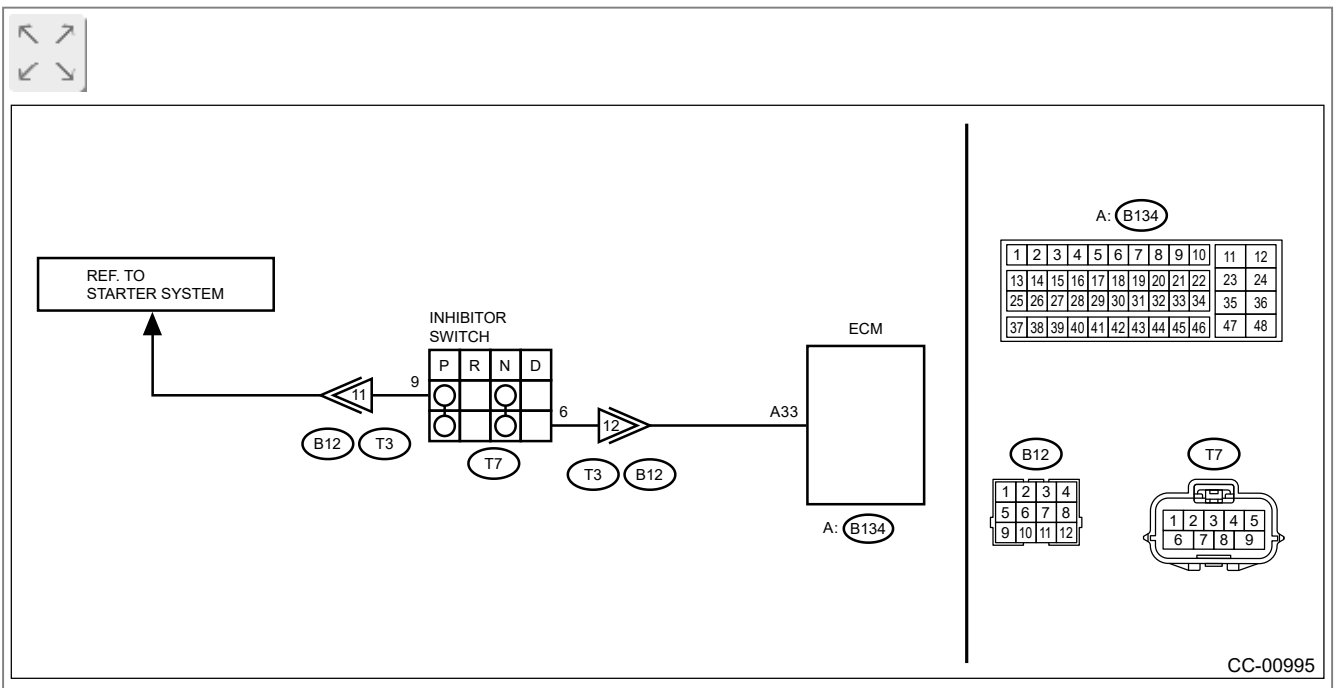 REF. TO
STARTER SYSTEM
11
9
B12 T3
INHIBITOR
SWITCH
P R N D
T7
6
12
T3 B12
A33
ECM
A: B134
A: B134
1 2 3 4 5 6 7 8 9 10 11 12
13 14 15 16 17 18 19 20 21 22 23 24
25 26 27 28 29 30 31 32 33 34 35 36
37 38 39 40 41 42 43 44 45 46 47 48
B12
1 2 3 4
5 6 7 8
9 10 11 12
T7
1 2 3 4 5
6 7 8 9
CC-00995